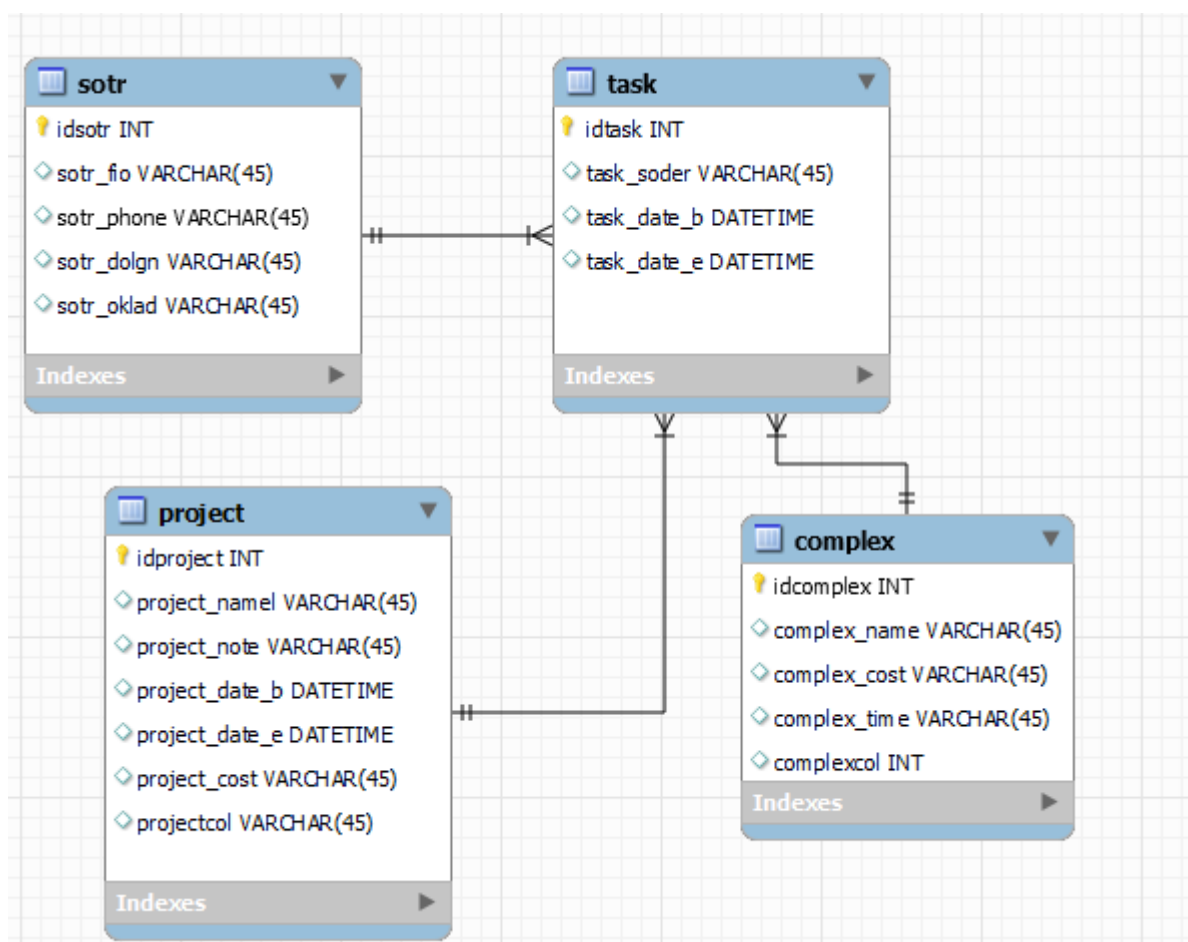 sotr
idsotr INT
sotr_fio VARCHAR(45)
sotr_phone VARCHAR(45)
sotr_dolgn VARCHAR(45)
sotr_oklad VARCHAR(45)
Indexes
task
idtask INT
task_soder VARCHAR(45)
task_date_b DATETIME
task_date_e DATETIME
Indexes
project
idproject INT
project_namel VARCHAR(45)
project_note VARCHAR(45)
project_date_b DATETIME
project_date_e DATETIME
project_cost VARCHAR(45)
projectcol VARCHAR(45)
Indexes
complex
idcomplex INT
complex_name VARCHAR(45)
complex_cost VARCHAR(45)
complex_time VARCHAR(45)
complexcol INT
Indexes